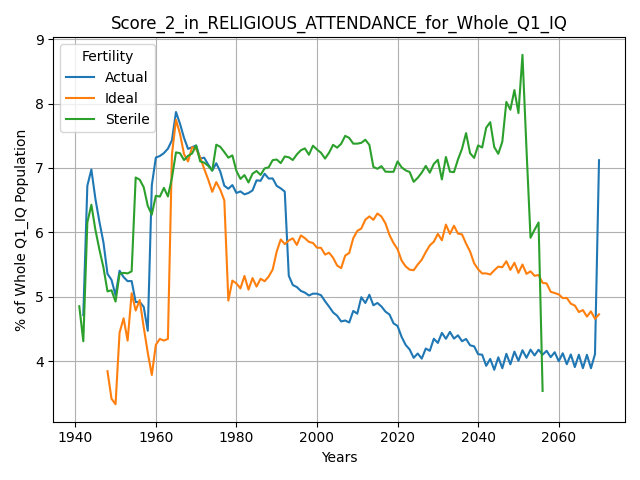 Score_2_in_RELIGIOUS_ATTENDANCE_for_Whole_Q1_IQ
Fertility
Actual
Ideal
Sterile
% of Whole Q1_IQ Population
9
8
7
6
5
4
1940 1960 1980 2000 2020 2040 2060
Years